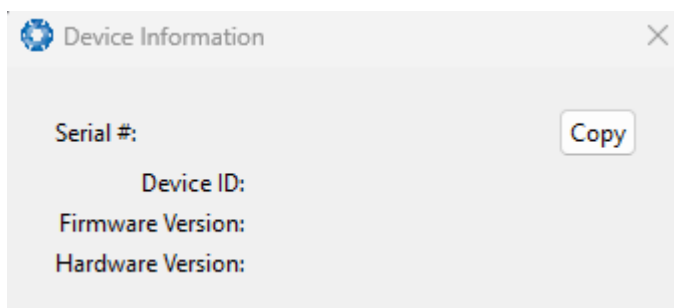 Device Information
Serial #: Copy
Device ID:
Firmware Version:
Hardware Version: